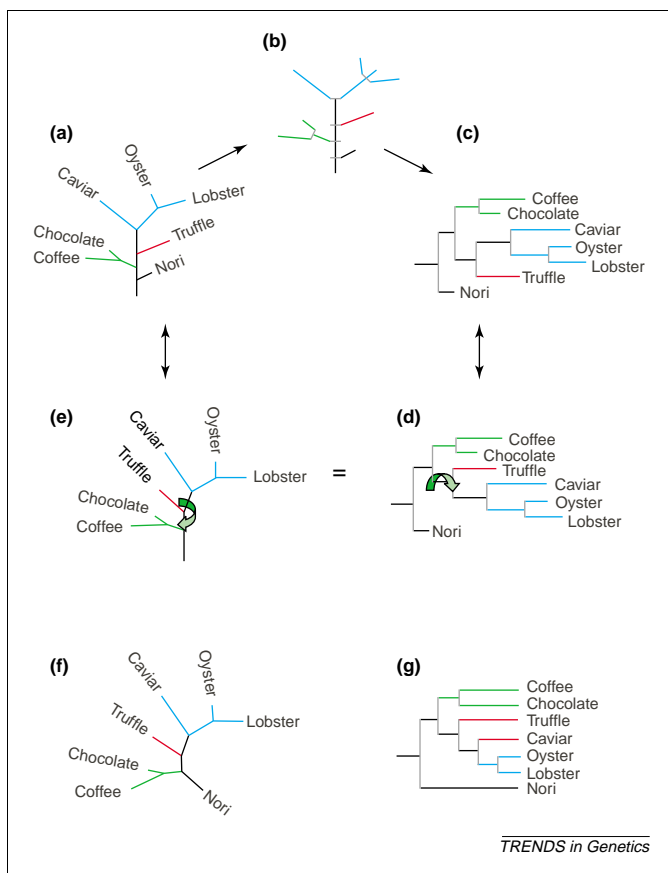 (b)
(a)
Oyster
Caviar
Lobster
Chocolate
Truffle
Coffee
Nori
(c)
Coffee
Chocolate
Caviar
Oyster
Lobster
Truffle
Nori
(e)
Caviar
Oyster
Truffle
Lobster
Chocolate
Coffee
=
(d)
Coffee
Chocolate
Truffle
Caviar
Oyster
Lobster
Nori
(f)
Caviar
Oyster
Truffle
Lobster
Chocolate
Coffee
Nori
(g)
Coffee
Chocolate
Truffle
Caviar
Oyster
Lobster
Nori
TRENDS in Genetics